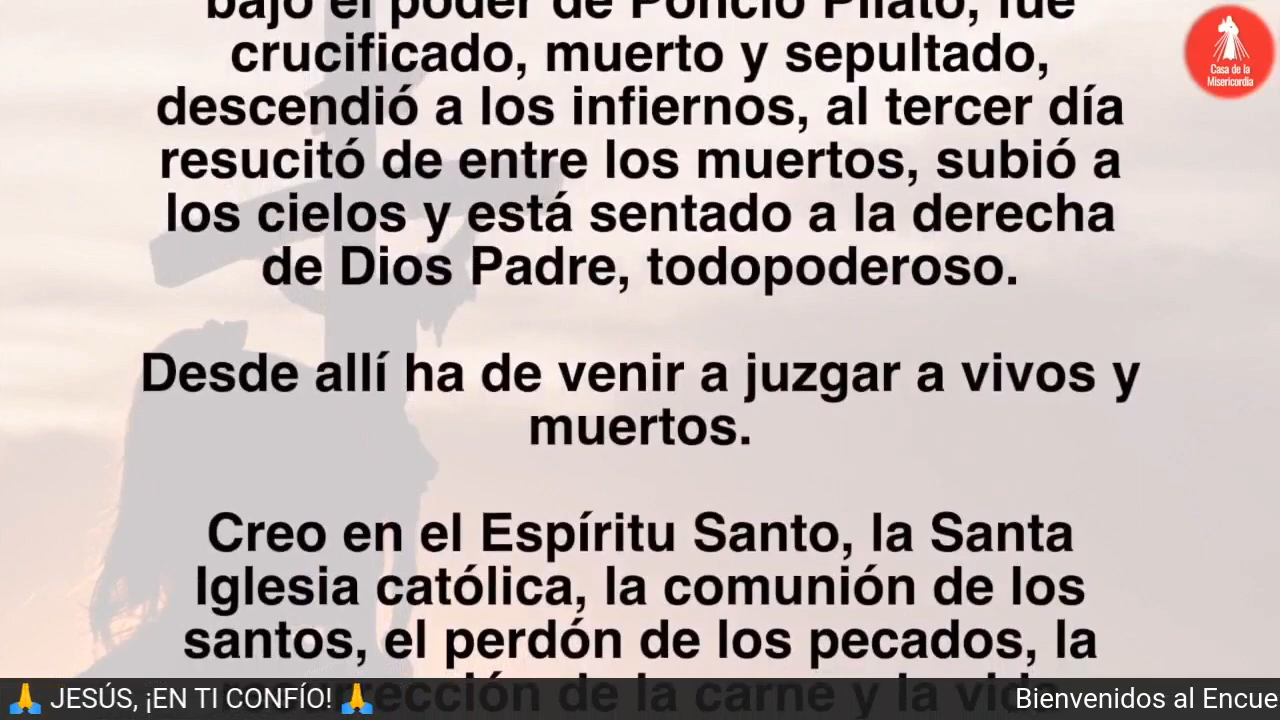 bajo el poder de Poncio Pilato, fue
crucificado, muerto y sepultado,
descendió a los infiernos, al tercer día
resucitó de entre los muertos, subió a
los cielos y está sentado a la derecha
de Dios Padre, todopoderoso.
Desde allí ha de venir a juzgar a vivos y
muertos.
Creo en el Espíritu Santo, la Santa
Iglesia católica, la comunión de los
santos, el perdón de los pecados, la
resurrección de la carne y la vida
Casa de la
Misericordia
🙏 JESÚS, ¡EN TI CONFÍO! 🙏
Bienvenidos al Encue